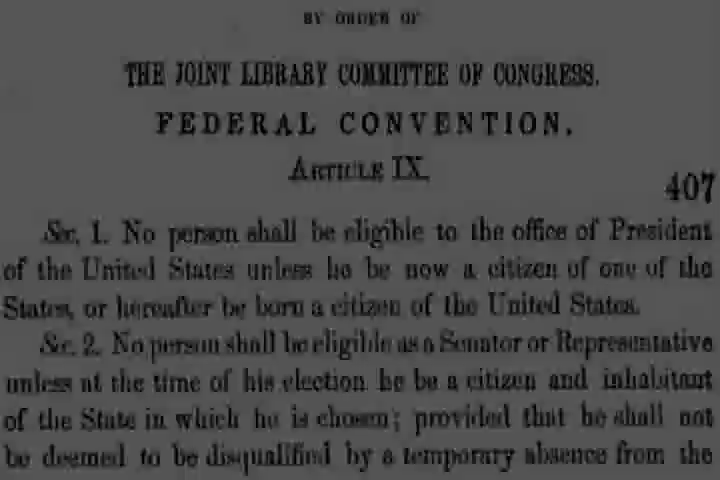 BY ORDER OF
THE JOINT LIBRARY COMMITTEE OF CONGRESS.
FEDERAL CONVENTION.
ARTICLE IX.
407
Sec. 1. No person shall be eligible to the office of President
of the United States unless he be now a citizen of one of the
States, or hereafter be born a citizen of the United States.
Sec. 2. No person shall be eligible as a Senator or Representative
unless at the time of his election he be a citizen and inhabitant
of the State in which he is chosen; provided that he shall not
be deemed to be disqualified by a temporary absence from the